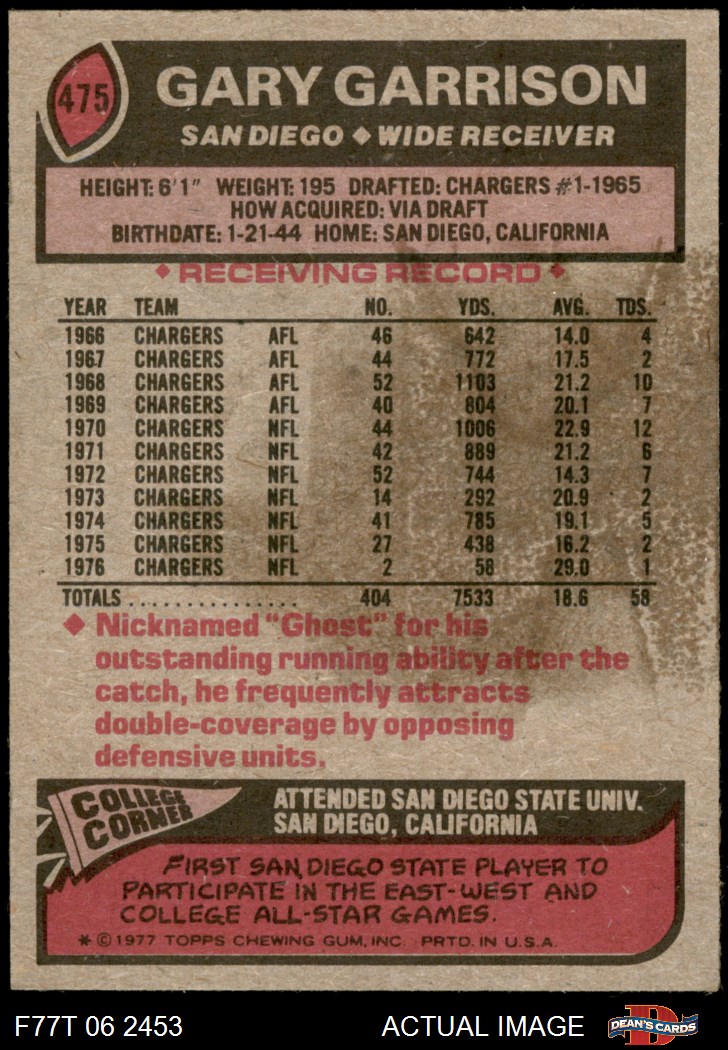 475
GARY GARRISON
SAN DIEGO ◆ WIDE RECEIVER
HEIGHT: 6'1" WEIGHT: 195 DRAFTED: CHARGERS #1-1965
HOW ACQUIRED: VIA DRAFT
BIRTHDATE: 1-21-44 HOME: SAN DIEGO, CALIFORNIA
◆ RECEIVING RECORD ◆
YEAR TEAM NO. YDS. AVG. TDS.
1966 CHARGERS AFL 46 642 14.0 4
1967 CHARGERS AFL 44 772 17.5 2
1968 CHARGERS AFL 52 1103 21.2 10
1969 CHARGERS AFL 40 804 20.1 7
1970 CHARGERS NFL 44 1006 22.9 12
1971 CHARGERS NFL 42 889 21.2 6
1972 CHARGERS NFL 52 744 14.3 7
1973 CHARGERS NFL 14 292 20.9 2
1974 CHARGERS NFL 41 785 19.1 5
1975 CHARGERS NFL 27 438 16.2 2
1976 CHARGERS NFL 2 58 29.0 1
TOTALS................ 404 7533 18.6 58
◆ Nicknamed "Ghost" for his
outstanding running ability after the
catch, he frequently attracts
double-coverage by opposing
defensive units.
COLLEGE
CORNER
ATTENDED SAN DIEGO STATE UNIV.
SAN DIEGO, CALIFORNIA
FIRST SAN DIEGO STATE PLAYER TO
PARTICIPATE IN THE EAST-WEST AND
COLLEGE ALL-STAR GAMES.
* © 1977 TOPPS CHEWING GUM, INC. PRTD. IN U.S.A.
F77T 06 2453 ACTUAL IMAGE
D
DEAN'S CARDS